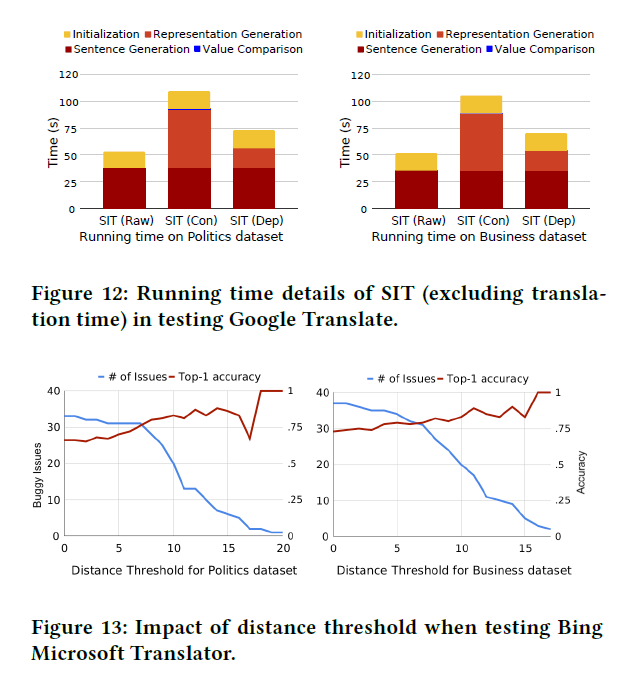 Initialization Representation Generation
Sentence Generation Value Comparison
120
100
75
50
25
0
Time (s)
SIT (Raw) SIT (Con) SIT (Dep)
Running time on Politics dataset
Initialization Representation Generation
Sentence Generation Value Comparison
120
100
75
50
25
0
Time (s)
SIT (Raw) SIT (Con) SIT (Dep)
Running time on Business dataset
Figure 12: Running time details of SIT (excluding transla-
tion time) in testing Google Translate.
# of Issues Top-1 accuracy
40
30
20
10
0
Buggy Issues
1
.75
.5
.25
0
0 5 10 15 20
Distance Threshold for Politics dataset
# of Issues Top-1 accuracy
40
30
20
10
0
1
.75
.5
.25
0
Accuracy
0 5 10 15
Distance Threshold for Business dataset
Figure 13: Impact of distance threshold when testing Bing
Microsoft Translator.